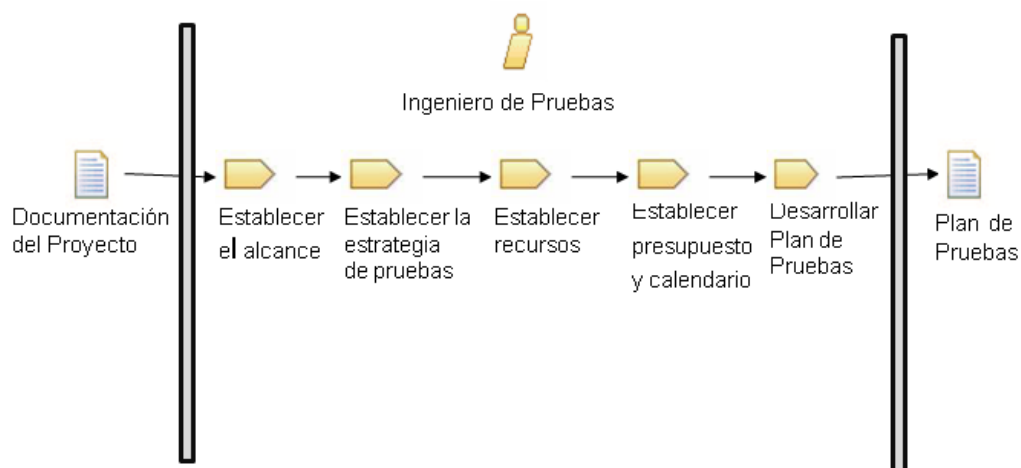 Ingeniero de Pruebas
Documentación
del Proyecto
Establecer
el alcance
Establecer la
estrategia
de pruebas
Establecer
recursos
Establecer
presupuesto
y calendario
Desarrollar
Plan de
Pruebas
Plan de
Pruebas